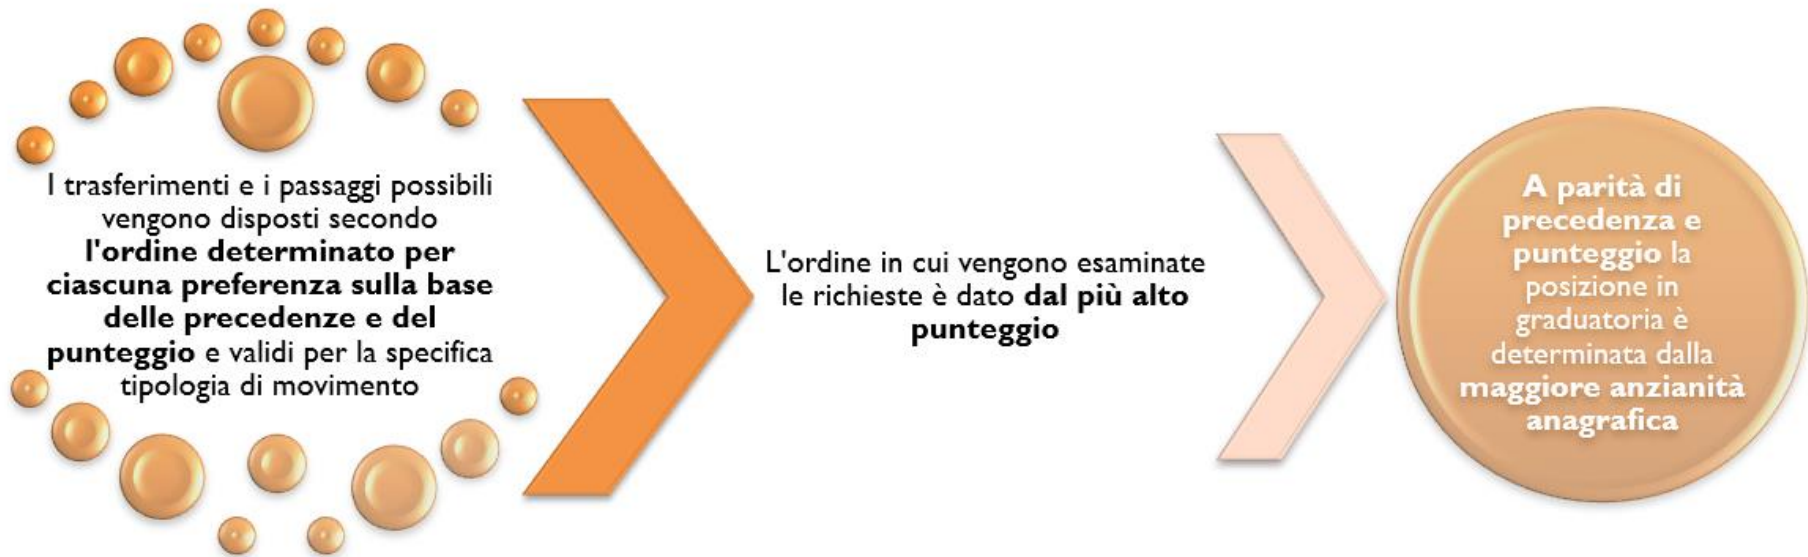 I trasferimenti e i passaggi possibili
vengono disposti secondo
l'ordine determinato per
ciascuna preferenza sulla base
delle precedenze e del
punteggio e validi per la specifica
tipologia di movimento
L'ordine in cui vengono esaminate
le richieste è dato dal più alto
punteggio
A parità di
precedenza e
punteggio la
posizione in
graduatoria è
determinata dalla
maggiore anzianità
anagrafica